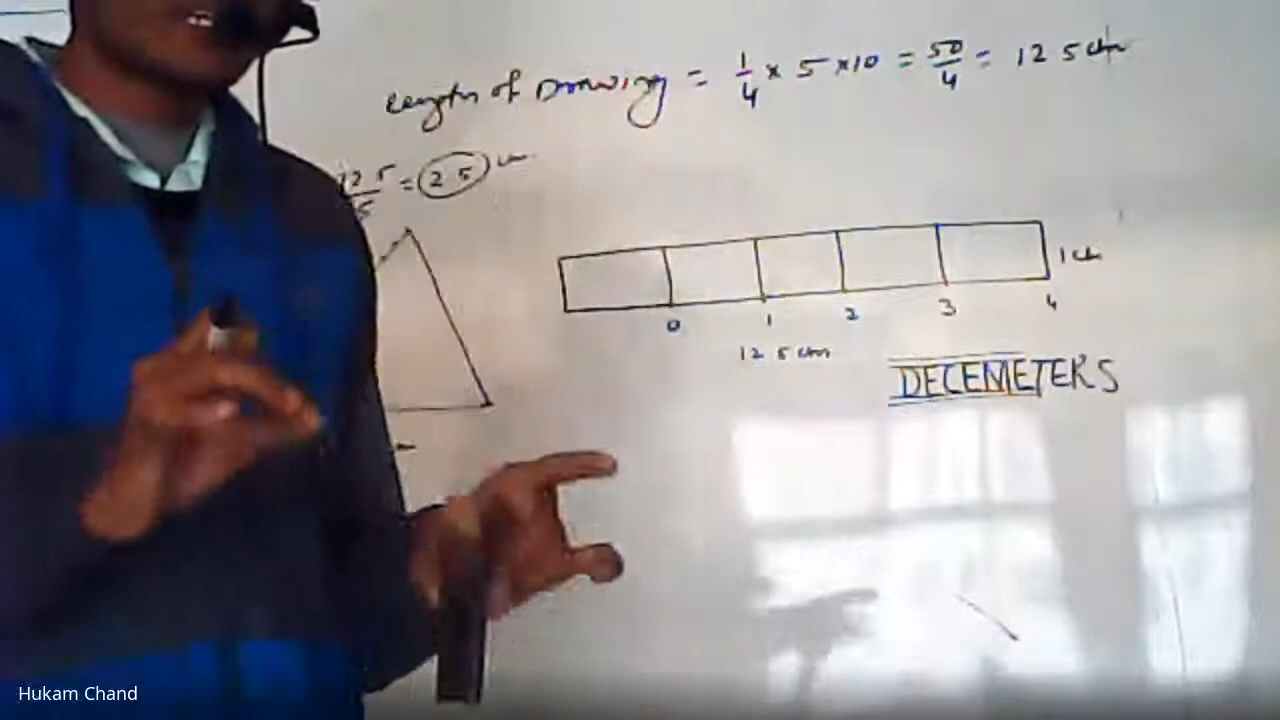 Length of Drawing = 1/4 × 5 × 10 = 50/4 = 12 5 cm
12 5/5 = 2 5 cm
1 cm
0 1 2 3 4
12 5 cm
DECEMETERS
Hukam Chand